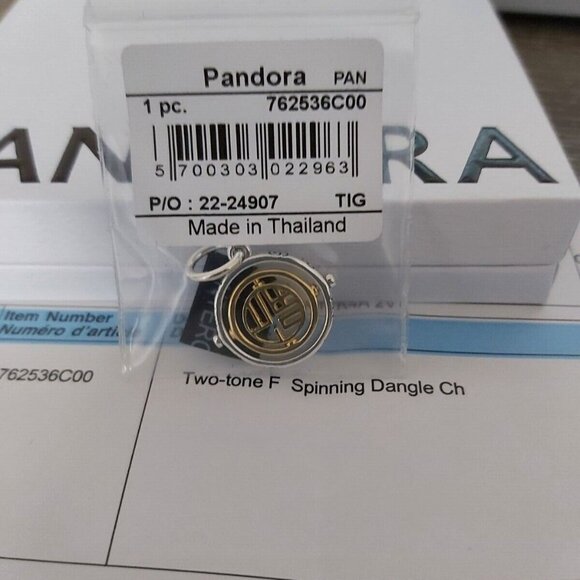 Pandora PAN
1 pc. 762536C00
5 700303 022963
P/O : 22-24907 TIG
Made in Thailand
Item Number
Numéro d'artic
762536C00
Two-tone F Spinning Dangle Ch